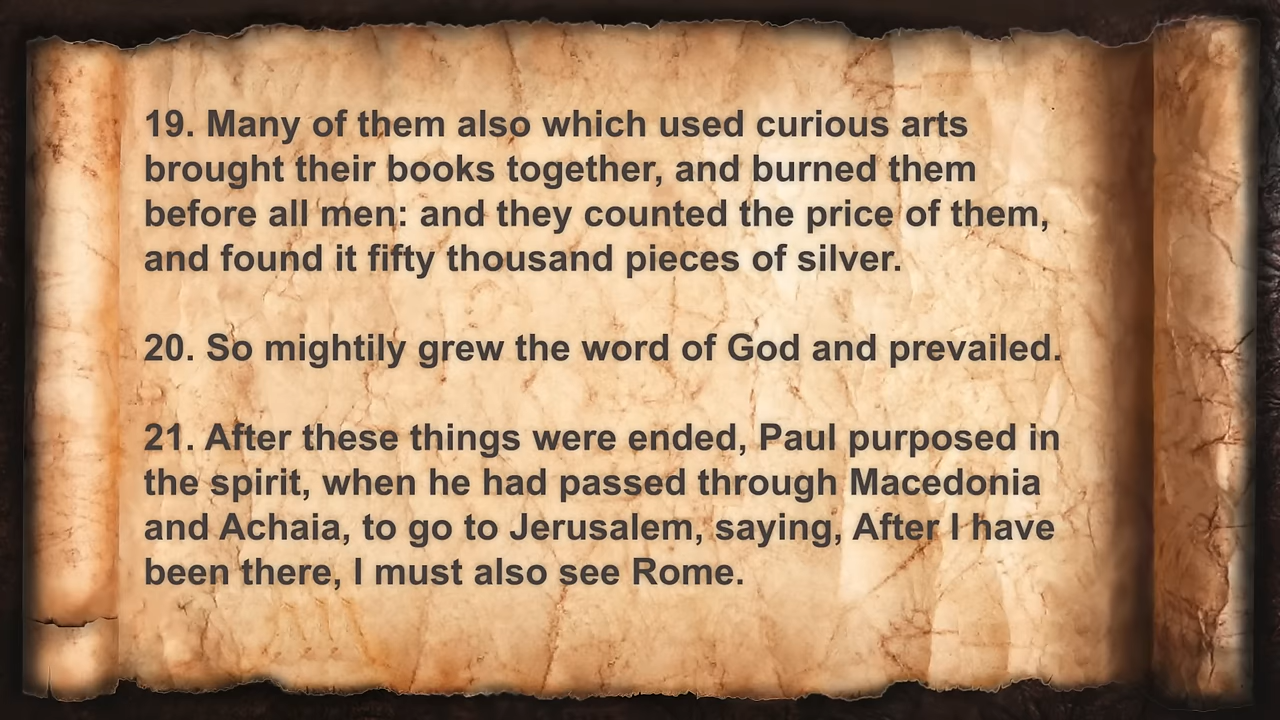 19. Many of them also which used curious arts
brought their books together, and burned them
before all men: and they counted the price of them,
and found it fifty thousand pieces of silver.
20. So mightily grew the word of God and prevailed.
21. After these things were ended, Paul purposed in
the spirit, when he had passed through Macedonia
and Achaia, to go to Jerusalem, saying, After I have
been there, I must also see Rome.